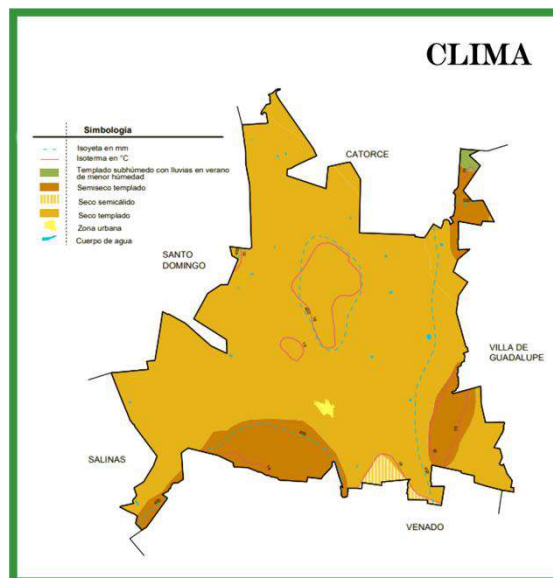 CLIMA
Simbología
Isoyeta en mm
Isoterma en °C
Templado subhúmedo con lluvias en verano
de menor húmedad
Semiseco templado
Seco semicálido
Seco templado
Zona urbana
Cuerpo de agua
CATORCE
SANTO
DOMINGO
VILLA DE
GUADALUPE
SALINAS
VENADO